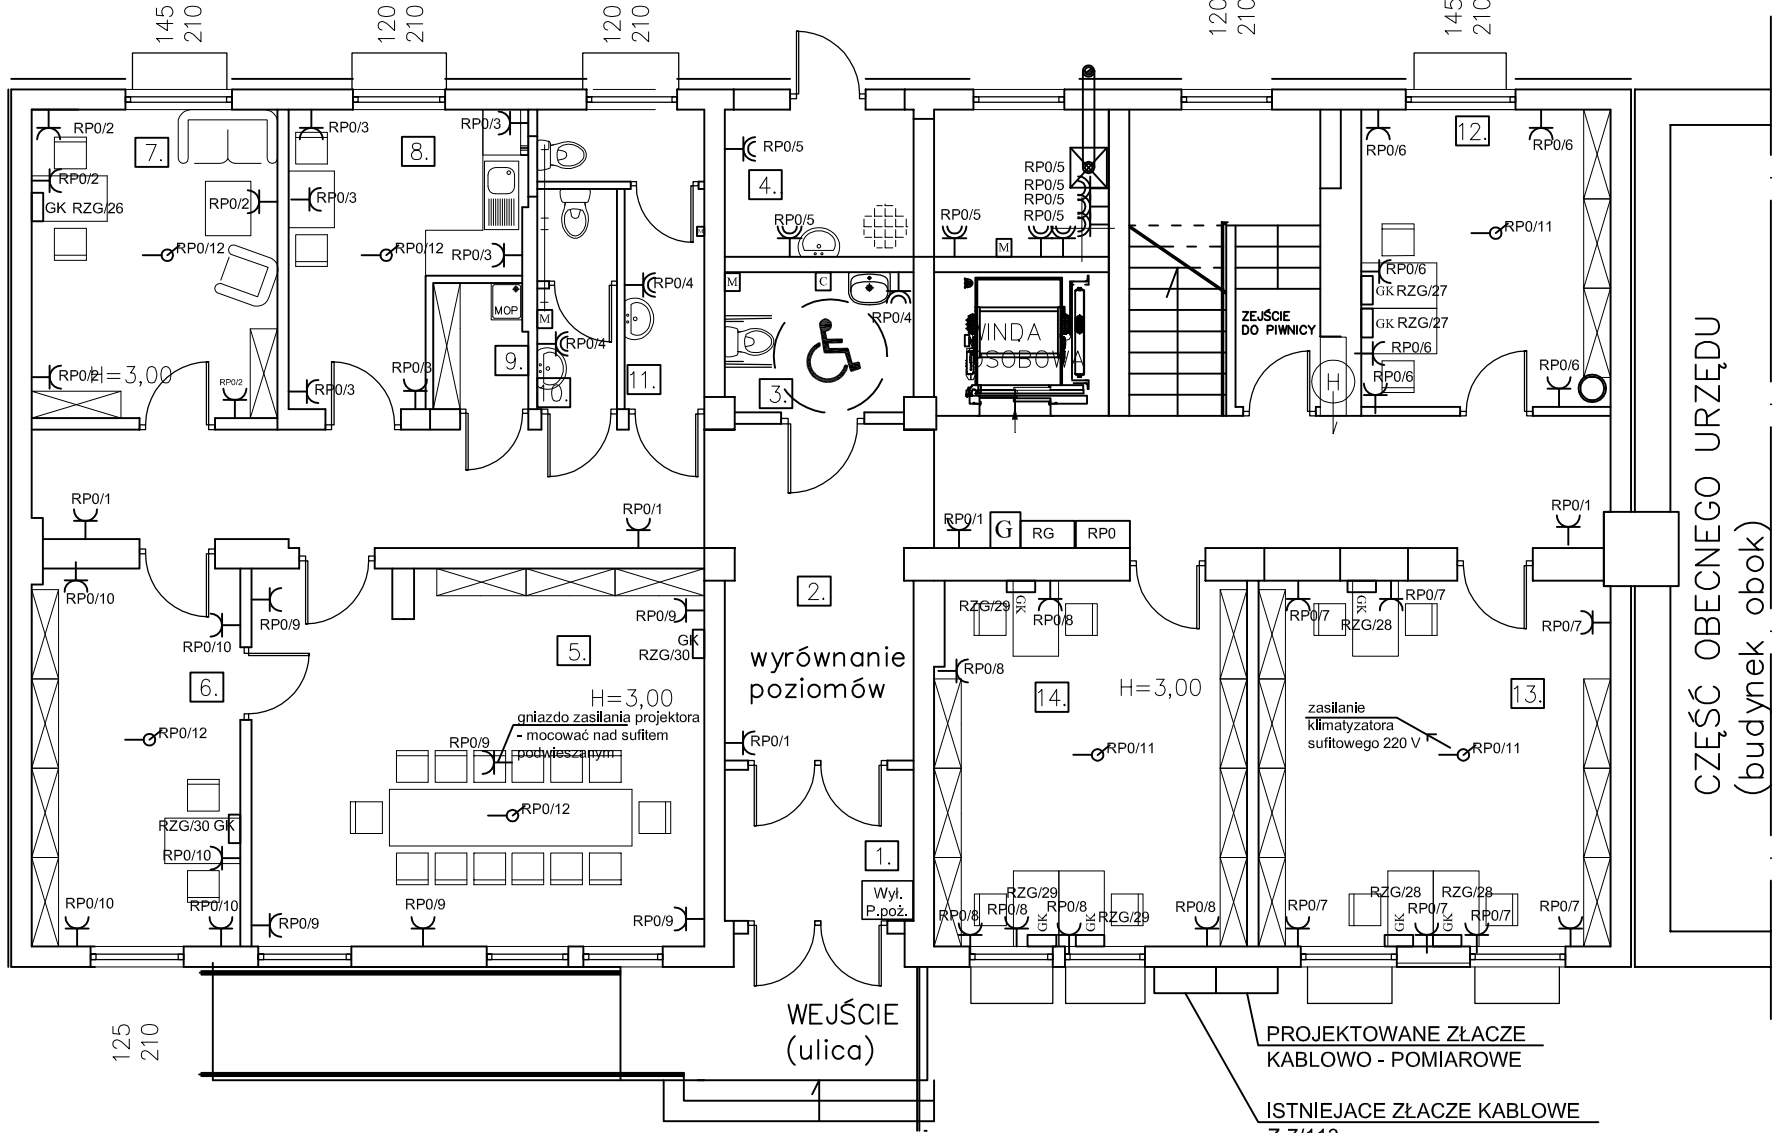 145
210
120
210
120
210
120
210
145
210
RP0/2
7.
RP0/3
8.
RP0/3
RP0/5
4.
RP0/5
RP0/5
RP0/5
RP0/5
RP0/5
RP0/5
M
RP0/6
12.
RP0/6
RP0/2
GK RZG/26
RP0/2
RP0/3
RP0/12
RP0/12
RP0/3
RP0/11
MOP
9.
M
RP0/4
10.
RP0/4
11.
M
C
RP0/4
3.
WINDA
OSOBOWA
ZEJŚCIE
DO PIWNICY
H
RP0/6
GK RZG/27
GK RZG/27
RP0/6
RP0/6
RP0/6
RP0/2
H=3,00
RP0/2
RP0/3
RP0/3
RP0/1
RP0/1
RP0/1
G
RG
RP0
RP0/1
RP0/10
RP0/9
RP0/10
6.
RP0/12
RZG/30 GK
RP0/10
RP0/10
RP0/10
RP0/9
GK
RZG/30
5.
H=3,00
gniazdo zasilania projektora
- mocować nad sufitem
podwieszanym
RP0/9
RP0/12
RP0/9
RP0/9
RP0/9
2.
wyrównanie
poziomów
RP0/1
1.
Wył.
P.poż.
RZG/29
GK
RP0/8
RP0/8
14.
H=3,00
RP0/11
RZG/29
RP0/8
RP0/8
RP0/8
GK
GK
RZG/29
RP0/8
RP0/7
GK
RZG/28
RP0/7
RP0/7
13.
zasilanie
klimatyzatora
sufitowego 220 V
RP0/11
RZG/28
RZG/28
RP0/7
GK
RP0/7
GK
RP0/7
RP0/7
CZĘŚĆ OBECNEGO URZĘDU
(budynek obok)
125
210
WEJŚCIE
(ulica)
PROJEKTOWANE ZŁACZE
KABLOWO - POMIAROWE
ISTNIEJACE ZŁACZE KABLOWE